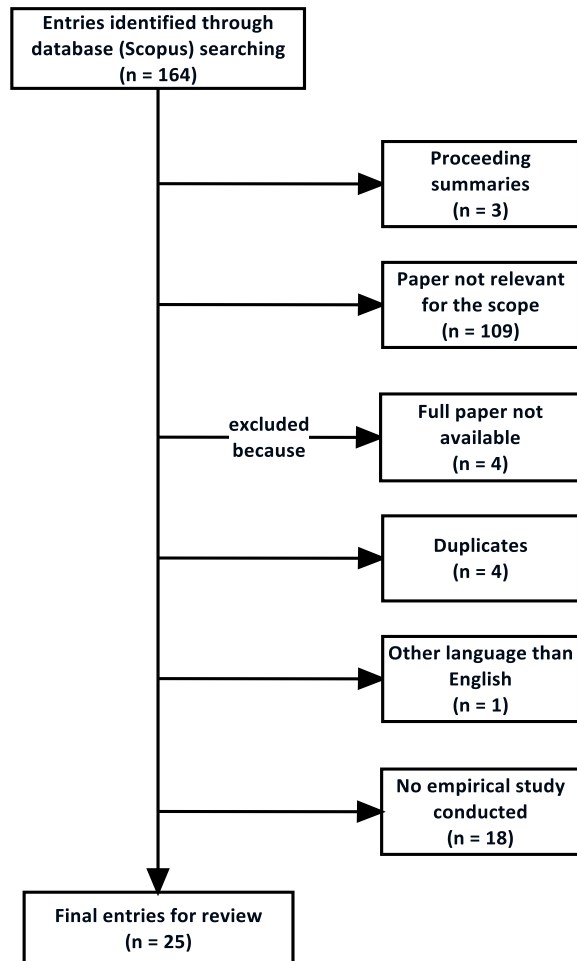 Entries identified through
database (Scopus) searching
(n = 164)
Proceeding
summaries
(n = 3)
Paper not relevant
for the scope
(n = 109)
excluded
because
Full paper not
available
(n = 4)
Duplicates
(n = 4)
Other language than
English
(n = 1)
No empirical study
conducted
(n = 18)
Final entries for review
(n = 25)